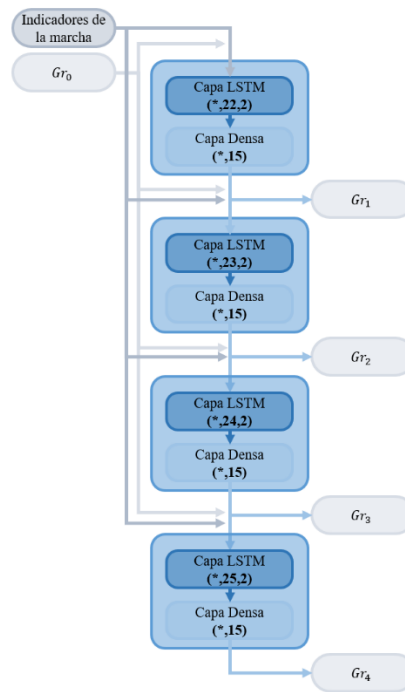 Indicadores de
la marcha
Gr₀
Capa LSTM
(*,22,2)
Capa Densa
(*,15)
Gr₁
Capa LSTM
(*,23,2)
Capa Densa
(*,15)
Gr₂
Capa LSTM
(*,24,2)
Capa Densa
(*,15)
Gr₃
Capa LSTM
(*,25,2)
Capa Densa
(*,15)
Gr₄